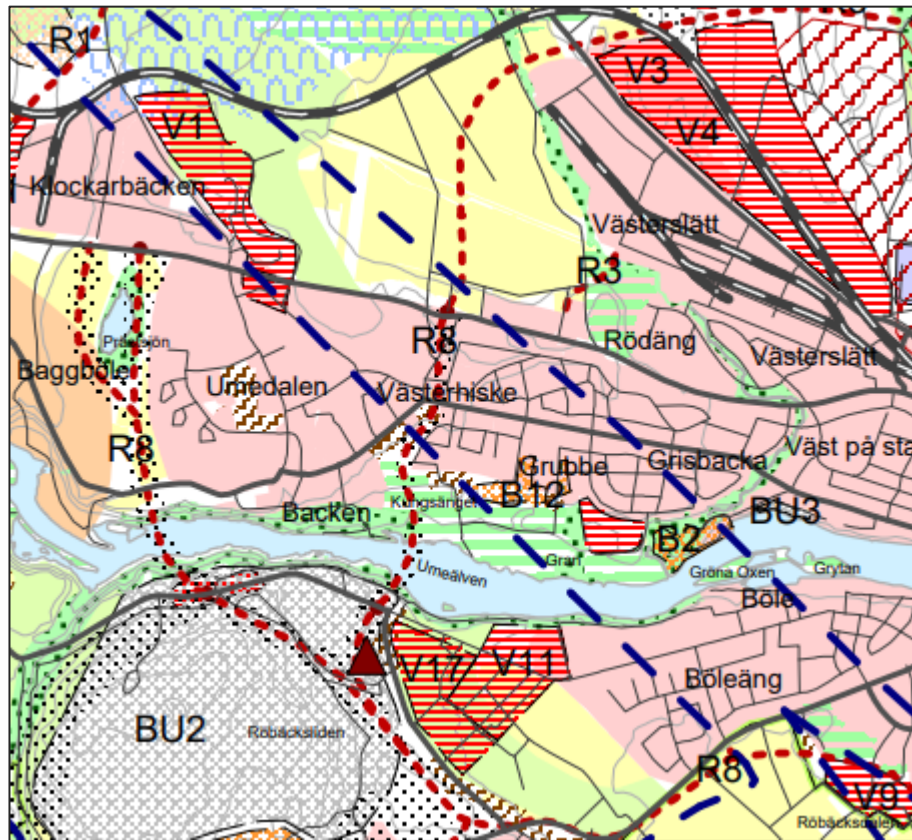 R1
V3
V1
V4
Klockarbäcken
Västerslätt
R3
R8
Rödäng
Prästsjön
Västerslätt
Baggböle
Umedalen
Västerhiske
R8
Grubbe
Grisbacka
Väst på sta
B12
Kungsänger
Backen
BU3
B2
Umeälven
Gran
Gröna Oxen
Grytan
Böle
V17
V11
Böleäng
BU2
Röbäcksliden
R8
V9